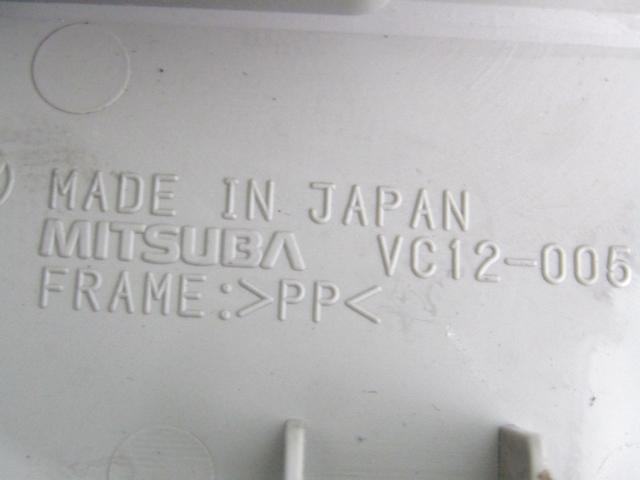 MADE IN JAPAN
MITSUBA VC12-005
FRAME:>PP<